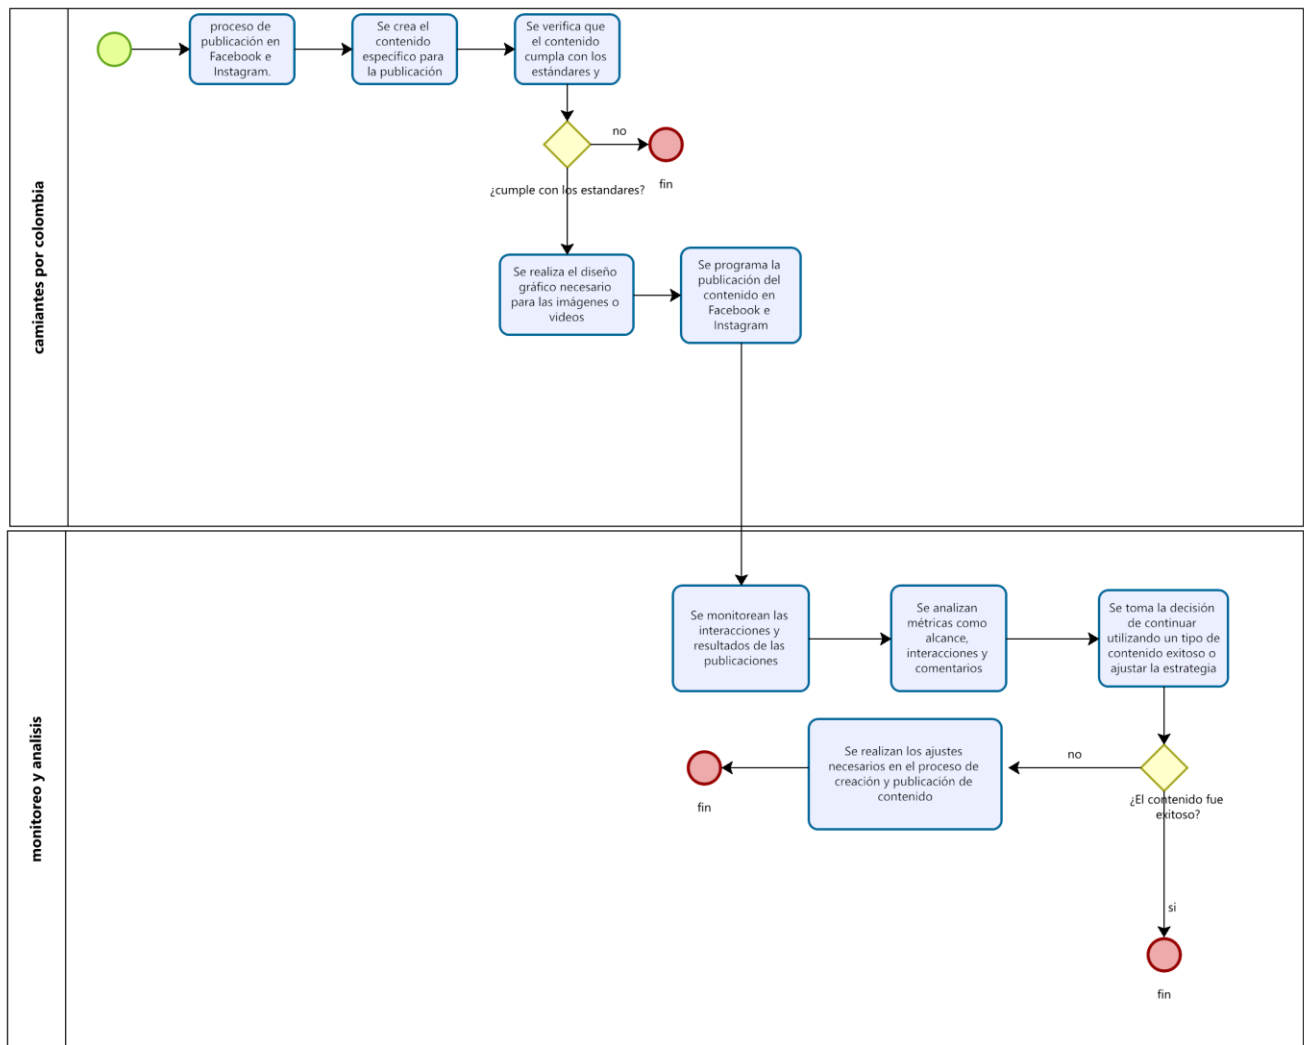 camiantes por colombia
proceso de
publicación en
Facebook e
Instagram.
Se crea el
contenido
específico para
la publicación
Se verifica que
el contenido
cumpla con los
estándares y
no
fin
¿cumple con los estandares?
Se realiza el diseño
gráfico necesario
para las imágenes o
videos
Se programa la
publicación del
contenido en
Facebook e
Instagram
monitoreo y analisis
Se monitorean las
interacciones y
resultados de las
publicaciones
Se analizan
métricas como
alcance,
interacciones y
comentarios
Se toma la decisión
de continuar
utilizando un tipo de
contenido exitoso o
ajustar la estrategia
¿El contenido fue
exitoso?
no
Se realizan los ajustes
necesarios en el proceso de
creación y publicación de
contenido
fin
si
fin